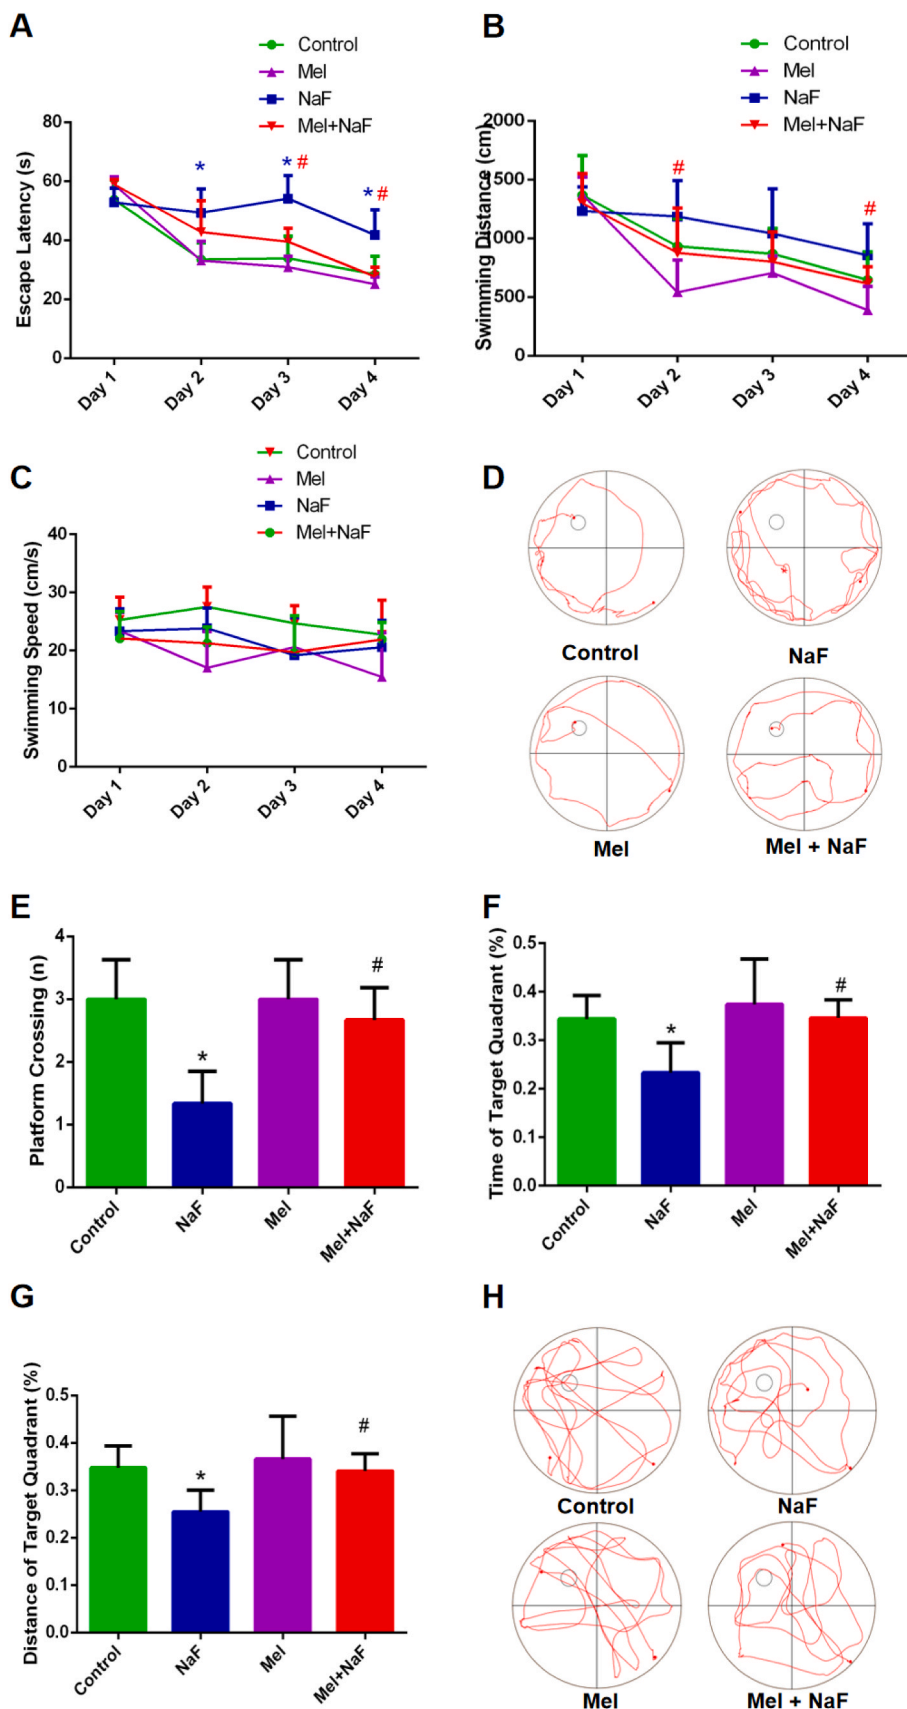 A
Control
Mel
NaF
Mel+NaF
Escape Latency (s)
80
60
40
20
0
* * # * #
Day 1 Day 2 Day 3 Day 4
B
Control
Mel
NaF
Mel+NaF
Swimming Distance (cm)
2000
1500
1000
500
0
# #
Day 1 Day 2 Day 3 Day 4
C
Control
Mel
NaF
Mel+NaF
Swimming Speed (cm/s)
40
30
20
10
0
Day 1 Day 2 Day 3 Day 4
D
Control NaF
Mel Mel + NaF
E
Platform Crossing (n)
4
3
2
1
0
* #
Control NaF Mel Mel+NaF
F
Time of Target Quadrant (%)
0.5
0.4
0.3
0.2
0.1
0.0
* #
Control NaF Mel Mel+NaF
G
Distance of Target Quadrant (%)
0.5
0.4
0.3
0.2
0.1
0.0
* #
Control NaF Mel Mel+NaF
H
Control NaF
Mel Mel + NaF